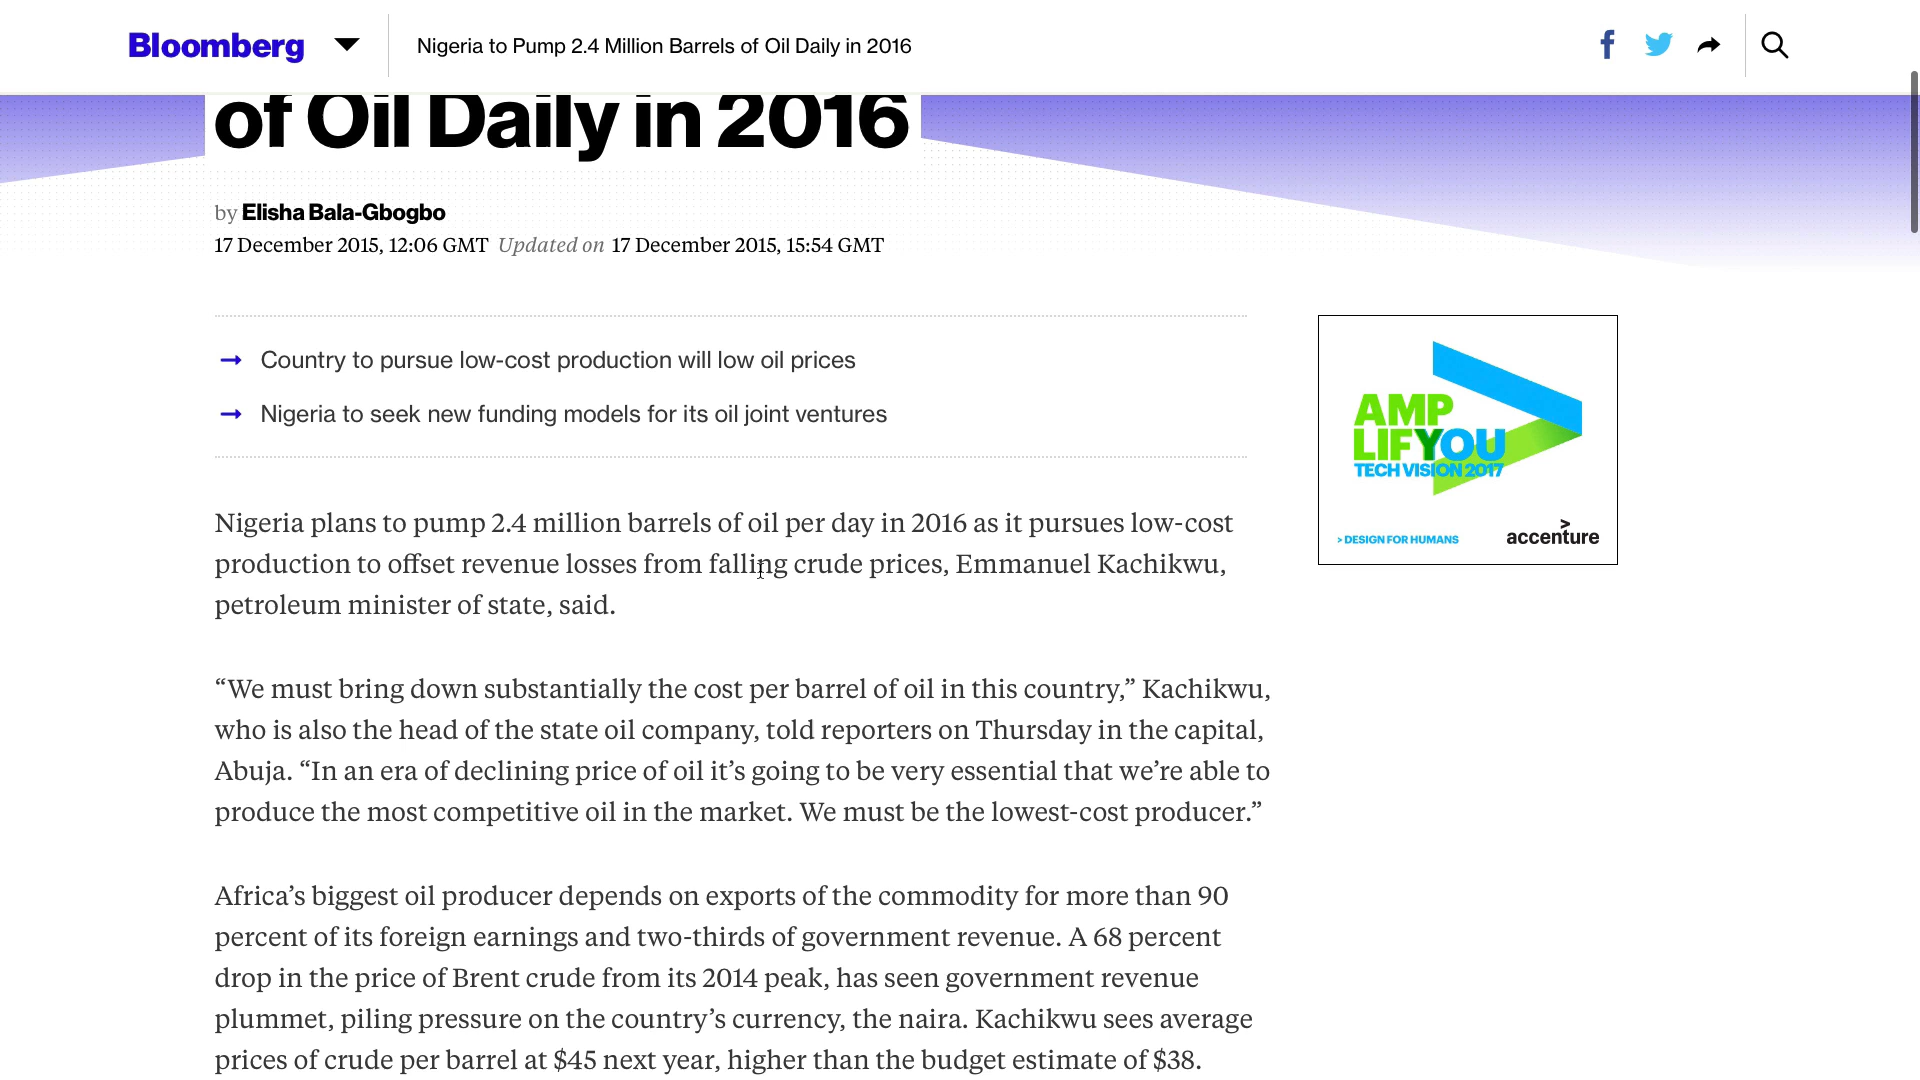 Bloomberg
Nigeria to Pump 2.4 Million Barrels of Oil Daily in 2016
of Oil Daily in 2016
by Elisha Bala-Gbogbo
17 December 2015, 12:06 GMT Updated on 17 December 2015, 15:54 GMT
Country to pursue low-cost production will low oil prices
Nigeria to seek new funding models for its oil joint ventures
AMP
LIFYOU
TECH VISION 2017
> DESIGN FOR HUMANS
accenture
Nigeria plans to pump 2.4 million barrels of oil per day in 2016 as it pursues low-cost
production to offset revenue losses from falling crude prices, Emmanuel Kachikwu,
petroleum minister of state, said.
“We must bring down substantially the cost per barrel of oil in this country,” Kachikwu,
who is also the head of the state oil company, told reporters on Thursday in the capital,
Abuja. “In an era of declining price of oil it’s going to be very essential that we’re able to
produce the most competitive oil in the market. We must be the lowest-cost producer.”
Africa’s biggest oil producer depends on exports of the commodity for more than 90
percent of its foreign earnings and two-thirds of government revenue. A 68 percent
drop in the price of Brent crude from its 2014 peak, has seen government revenue
plummet, piling pressure on the country’s currency, the naira. Kachikwu sees average
prices of crude per barrel at $45 next year, higher than the budget estimate of $38.